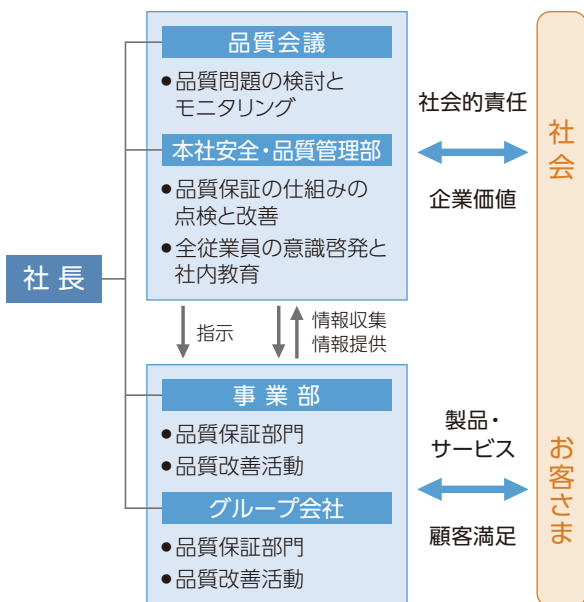 社長
品質会議
●品質問題の検討と
モニタリング
本社安全・品質管理部
●品質保証の仕組みの
点検と改善
●全従業員の意識啓発と
社内教育
指示
情報収集
情報提供
事業部
●品質保証部門
●品質改善活動
グループ会社
●品質保証部門
●品質改善活動
社会的責任
企業価値
製品・
サービス
顧客満足
社会
お客さま